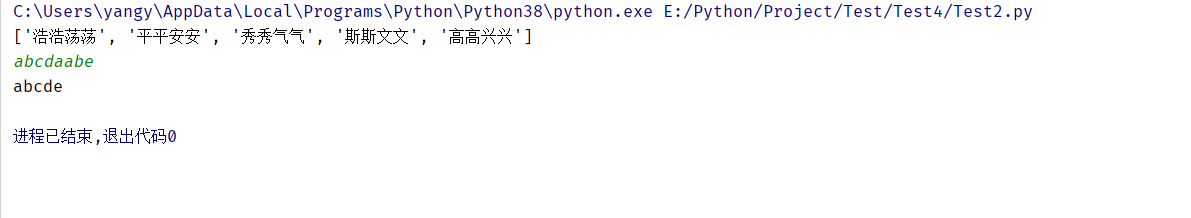 C:\Users\yangy\AppData\Local\Programs\Python\Python38\python.exe E:/Python/Project/Test/Test4/Test2.py
['浩浩荡荡', '平平安安', '秀秀气气', '斯斯文文', '高高兴兴']
abcdaabe
abcde
进程已结束,退出代码0